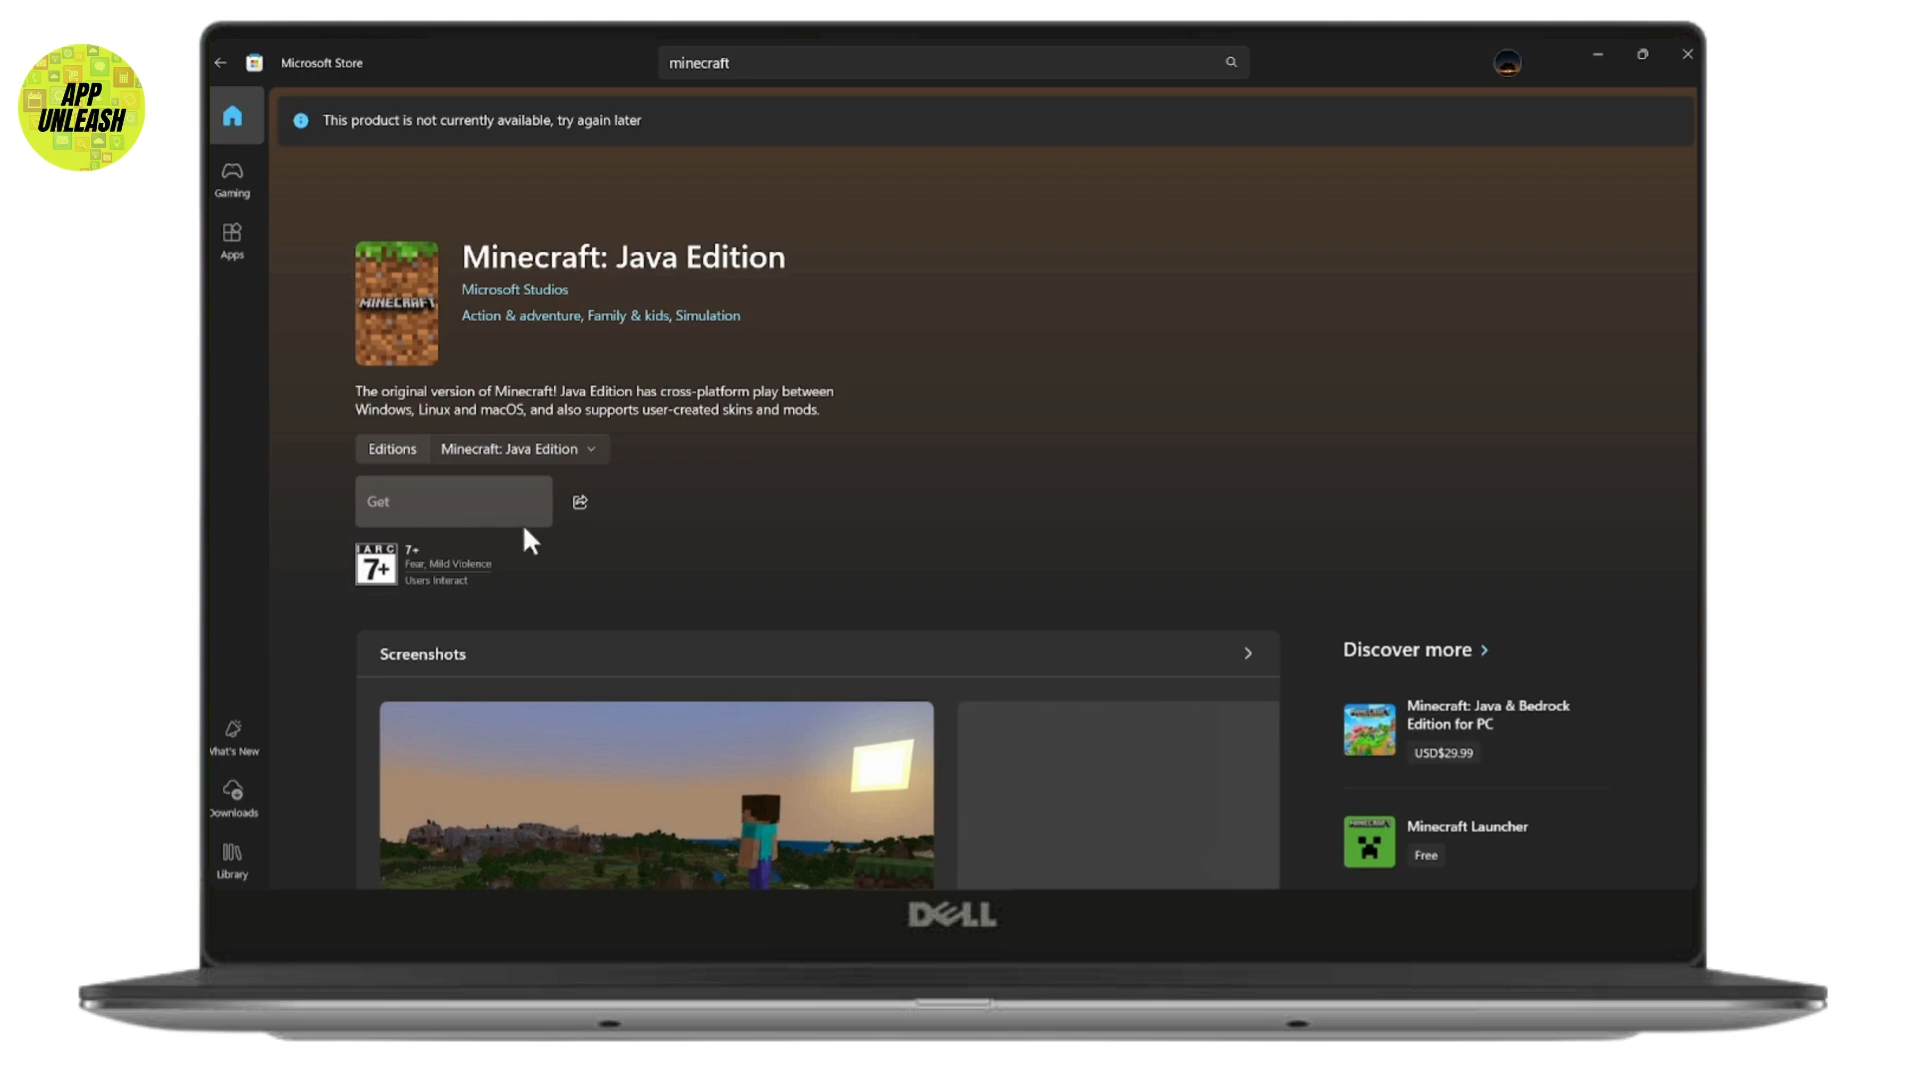 APP
UNLEASH
Microsoft Store
minecraft
This product is not currently available, try again later
Gaming
Apps
MINECRAFT
Minecraft: Java Edition
Microsoft Studios
Action & adventure, Family & kids, Simulation
The original version of Minecraft! Java Edition has cross-platform play between
Windows, Linux and macOS, and also supports user-created skins and mods.
Editions Minecraft: Java Edition
Get
IARC
7+
7+
Fear, Mild Violence
Users Interact
Screenshots
Discover more
MINECRAFT
Minecraft: Java & Bedrock
Edition for PC
USD$29.99
MINECRAFT
Minecraft Launcher
Free
What's New
Downloads
Library
DELL